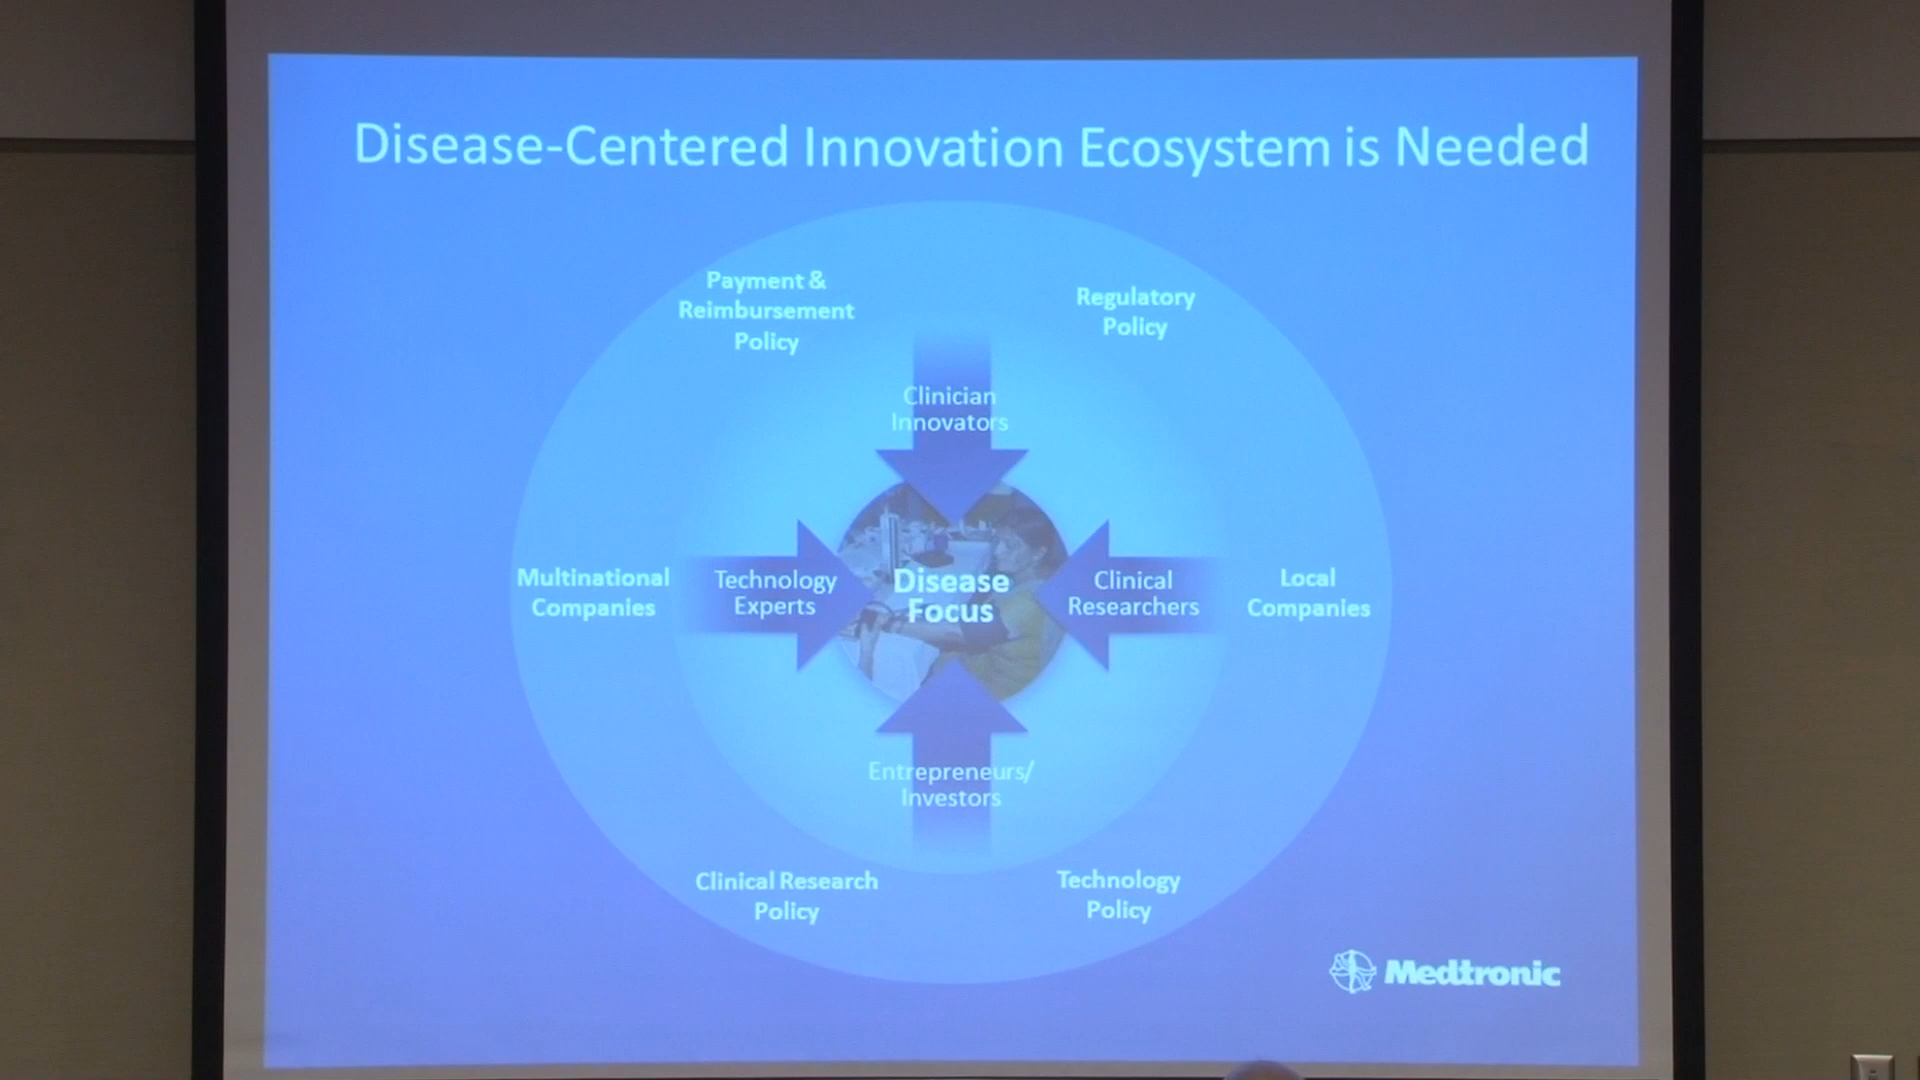 Disease-Centered Innovation Ecosystem is Needed
Payment &
Reimbursement
Policy
Regulatory
Policy
Clinician
Innovators
Multinational
Companies
Technology
Experts
Disease
Focus
Clinical
Researchers
Local
Companies
Entrepreneurs/
Investors
Clinical Research
Policy
Technology
Policy
Medtronic